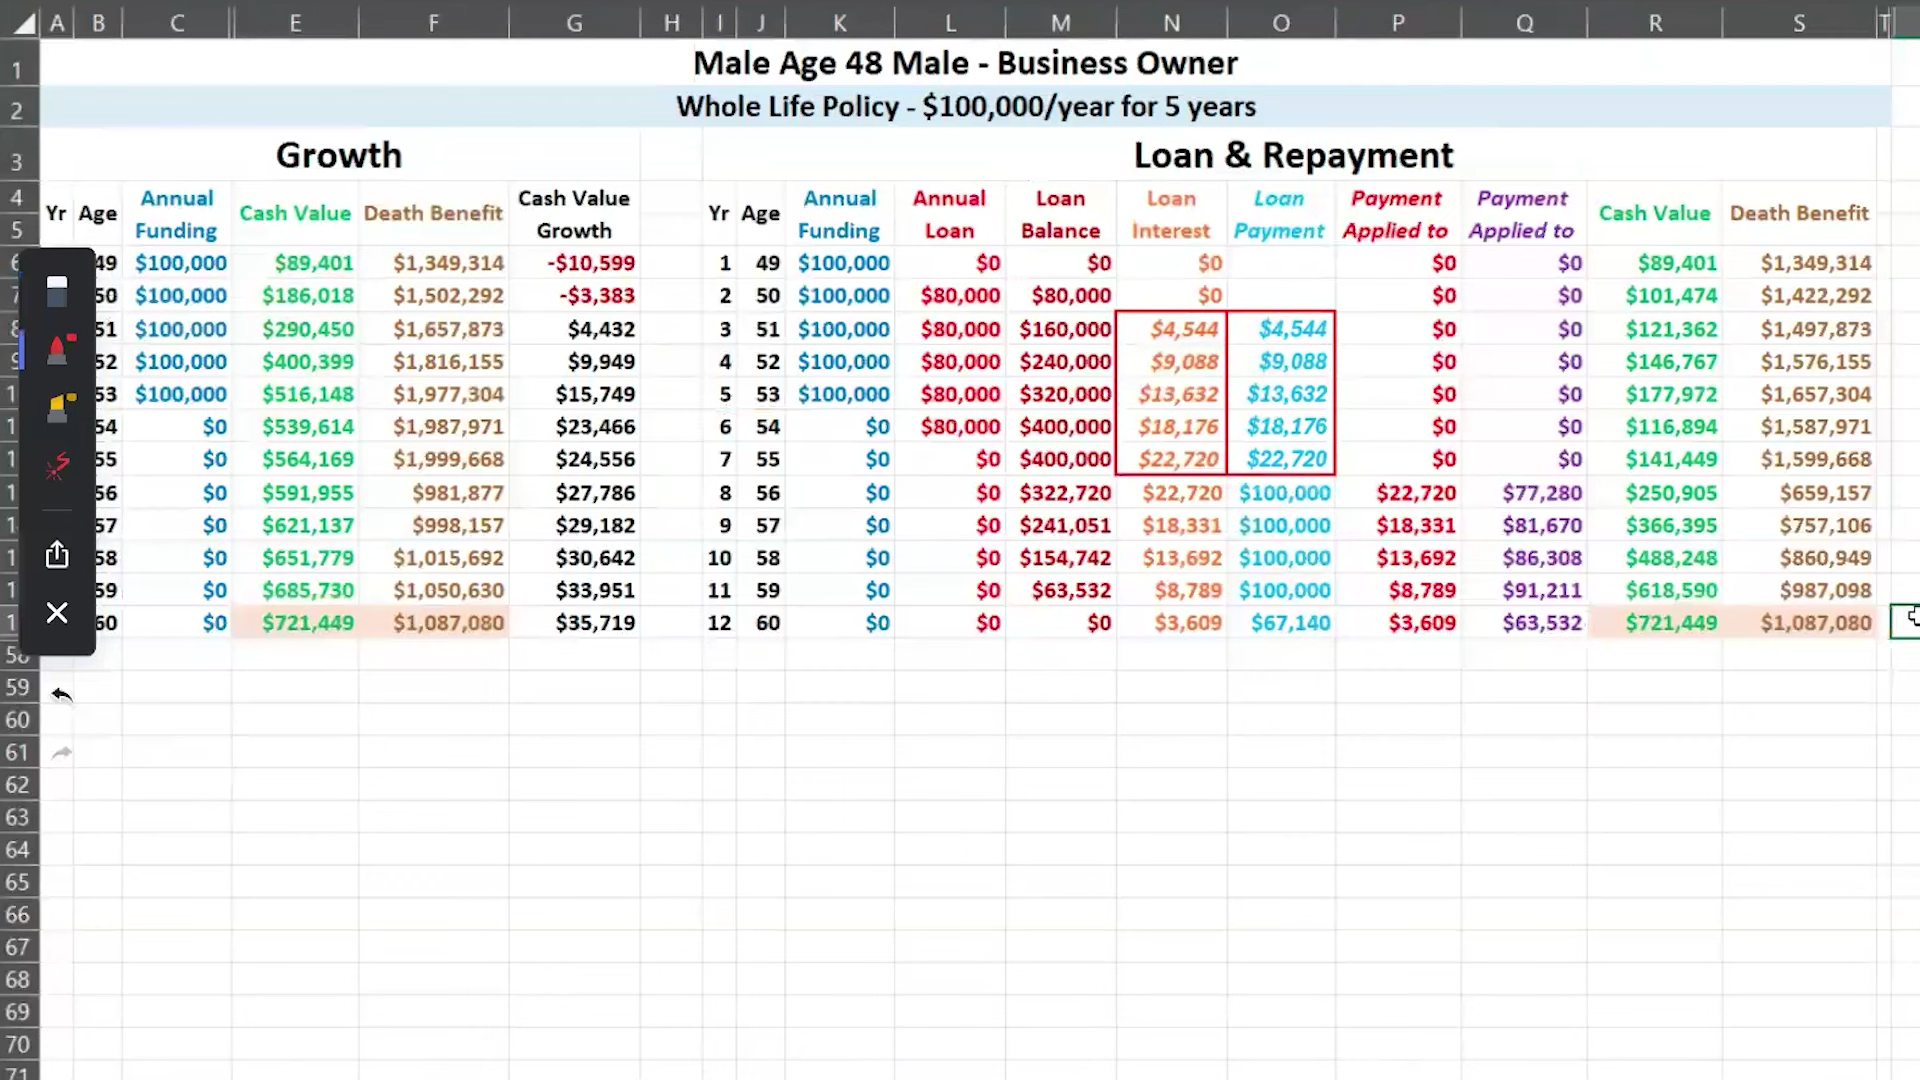 A B C E F G H I J K L M N O P Q R S T
1 Male Age 48 Male - Business Owner
2 Whole Life Policy - $100,000/year for 5 years
3 Growth Loan & Repayment
4 Annual Cash Value Annual Annual Loan Loan Loan Payment Payment
Yr Age Cash Value Death Benefit Yr Age Cash Value Death Benefit
5 Funding Growth Funding Loan Balance Interest Payment Applied to Applied to
49 $100,000 $89,401 $1,349,314 -$10,599 1 49 $100,000 $0 $0 $0 $0 $0 $89,401 $1,349,314
50 $100,000 $186,018 $1,502,292 -$3,383 2 50 $100,000 $80,000 $80,000 $0 $0 $0 $101,474 $1,422,292
51 $100,000 $290,450 $1,657,873 $4,432 3 51 $100,000 $80,000 $160,000 $4,544 $4,544 $0 $0 $121,362 $1,497,873
52 $100,000 $400,399 $1,816,155 $9,949 4 52 $100,000 $80,000 $240,000 $9,088 $9,088 $0 $0 $146,767 $1,576,155
53 $100,000 $516,148 $1,977,304 $15,749 5 53 $100,000 $80,000 $320,000 $13,632 $13,632 $0 $0 $177,972 $1,657,304
54 $0 $539,614 $1,987,971 $23,466 6 54 $0 $80,000 $400,000 $18,176 $18,176 $0 $0 $116,894 $1,587,971
55 $0 $564,169 $1,999,668 $24,556 7 55 $0 $0 $400,000 $22,720 $22,720 $0 $0 $141,449 $1,599,668
56 $0 $591,955 $981,877 $27,786 8 56 $0 $0 $322,720 $22,720 $100,000 $22,720 $77,280 $250,905 $659,157
57 $0 $621,137 $998,157 $29,182 9 57 $0 $0 $241,051 $18,331 $100,000 $18,331 $81,670 $366,395 $757,106
58 $0 $651,779 $1,015,692 $30,642 10 58 $0 $0 $154,742 $13,692 $100,000 $13,692 $86,308 $488,248 $860,949
59 $0 $685,730 $1,050,630 $33,951 11 59 $0 $0 $63,532 $8,789 $100,000 $8,789 $91,211 $618,590 $987,098
60 $0 $721,449 $1,087,080 $35,719 12 60 $0 $0 $0 $3,609 $67,140 $3,609 $63,532 $721,449 $1,087,080
58
59
60
61
62
63
64
65
66
67
68
69
70
71